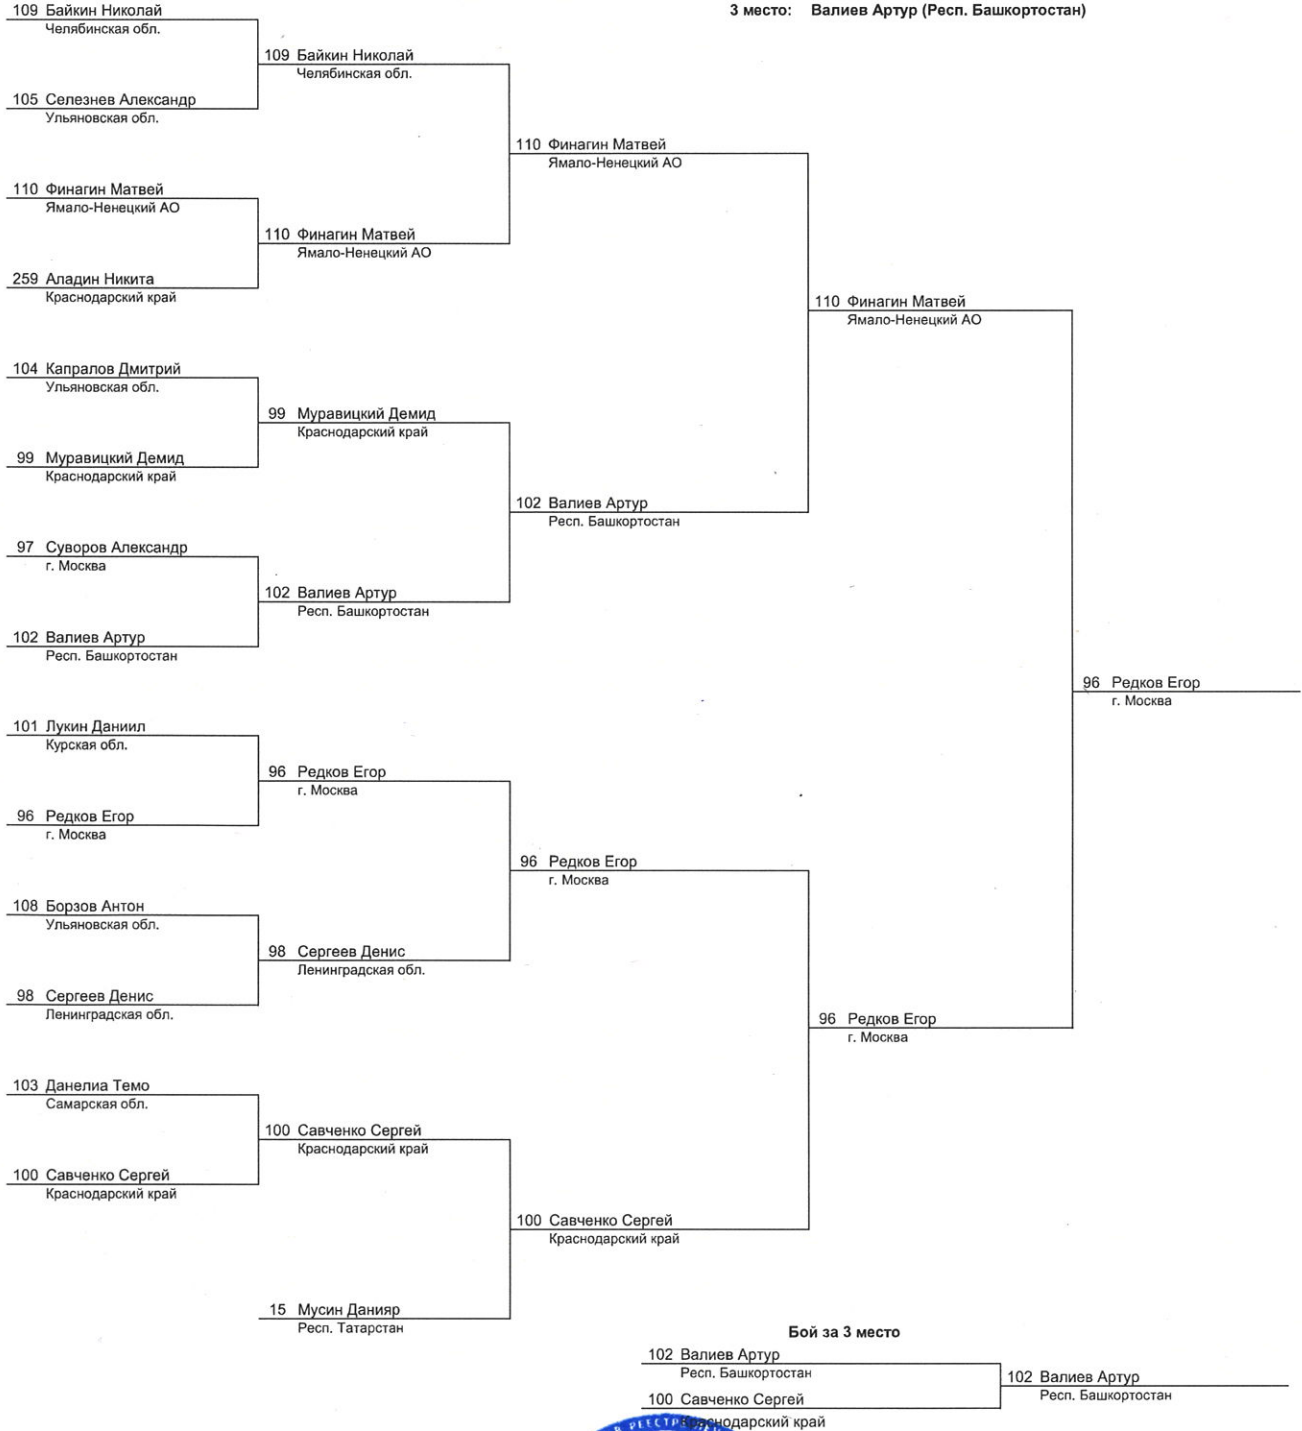 3 место: Валиев Артур (Респ. Башкортостан)
109 Байкин Николай
Челябинская обл.
105 Селезнев Александр
Ульяновская обл.
110 Финагин Матвей
Ямало-Ненецкий АО
259 Аладин Никита
Краснодарский край
104 Капралов Дмитрий
Ульяновская обл.
99 Муравицкий Демид
Краснодарский край
97 Суворов Александр
г. Москва
102 Валиев Артур
Респ. Башкортостан
101 Лукин Даниил
Курская обл.
96 Редков Егор
г. Москва
108 Борзов Антон
Ульяновская обл.
98 Сергеев Денис
Ленинградская обл.
103 Данелиа Темо
Самарская обл.
100 Савченко Сергей
Краснодарский край
109 Байкин Николай
Челябинская обл.
110 Финагин Матвей
Ямало-Ненецкий АО
99 Муравицкий Демид
Краснодарский край
102 Валиев Артур
Респ. Башкортостан
96 Редков Егор
г. Москва
98 Сергеев Денис
Ленинградская обл.
100 Савченко Сергей
Краснодарский край
15 Мусин Данияр
Респ. Татарстан
110 Финагин Матвей
Ямало-Ненецкий АО
102 Валиев Артур
Респ. Башкортостан
96 Редков Егор
г. Москва
100 Савченко Сергей
Краснодарский край
110 Финагин Матвей
Ямало-Ненецкий АО
96 Редков Егор
г. Москва
96 Редков Егор
г. Москва
Бой за 3 место
102 Валиев Артур
Респ. Башкортостан
100 Савченко Сергей
Краснодарский край
102 Валиев Артур
Респ. Башкортостан